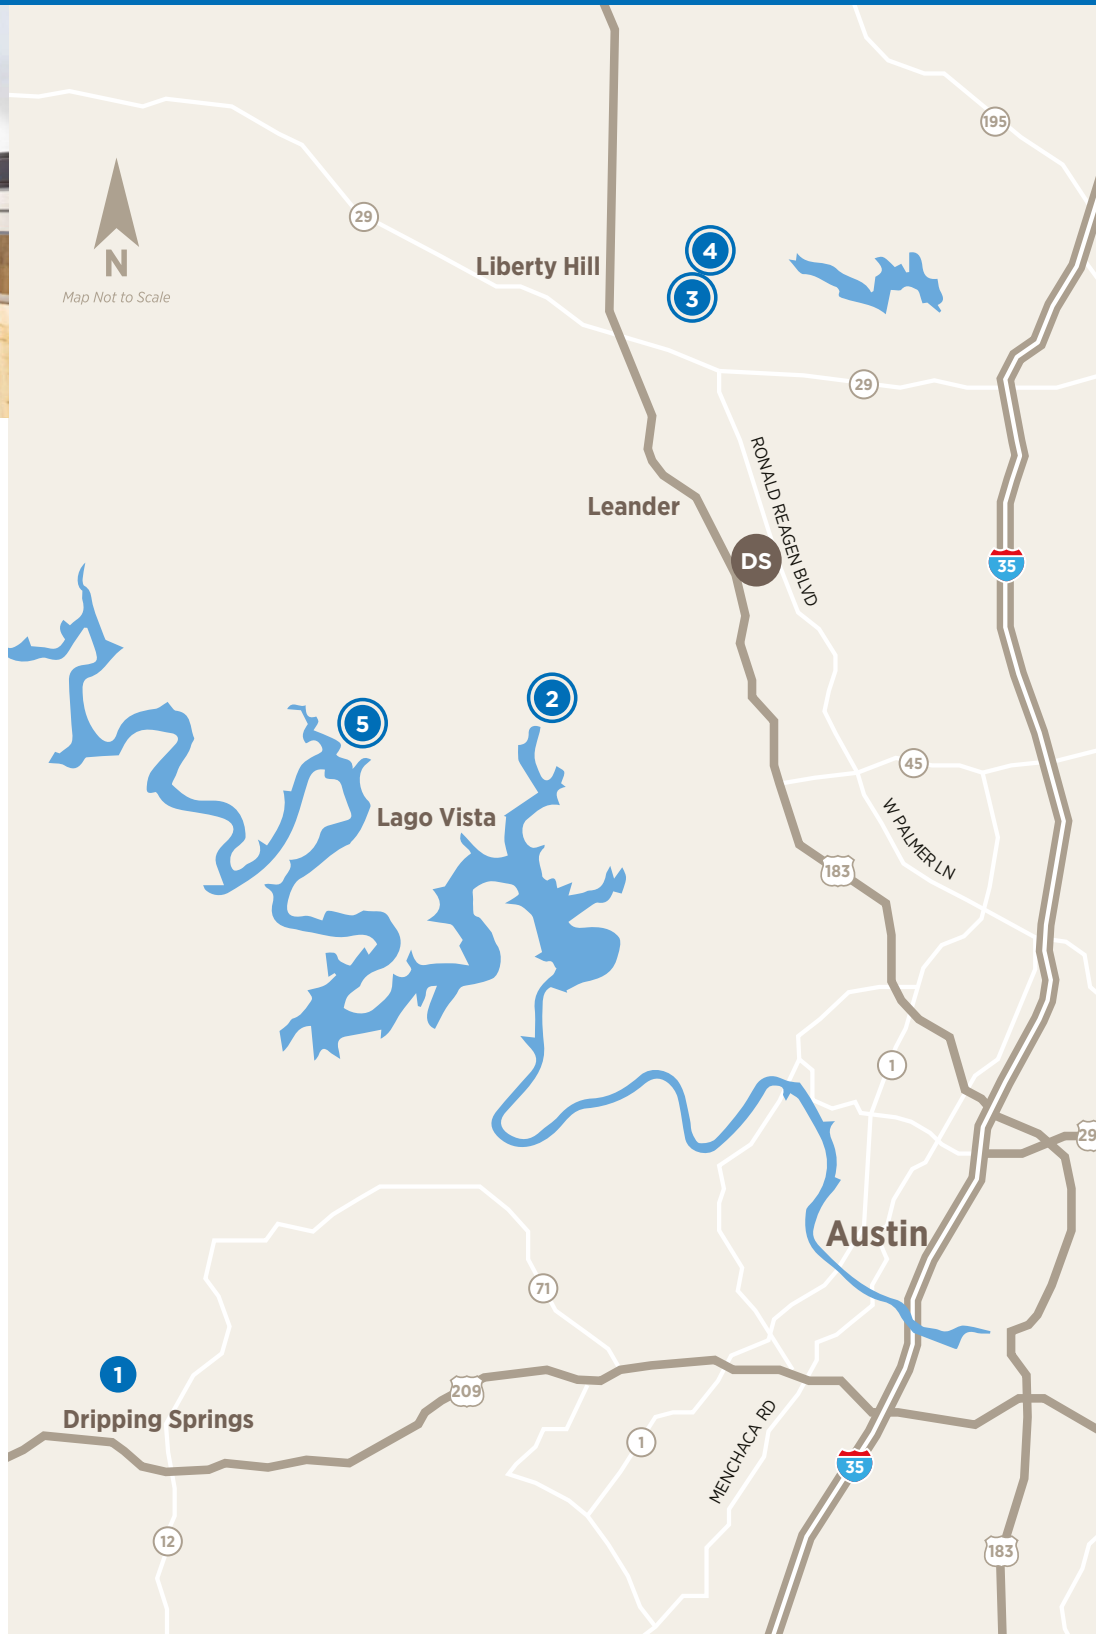 195
29
4
Liberty Hill
3
N
Map Not to Scale
29
RONALD REAGEN BLVD
Leander
DS
35
2
5
45
Lago Vista
W PALMER LN
183
1
29
Austin
71
1
209
Dripping Springs
MENCHACA RD
1
35
12
183